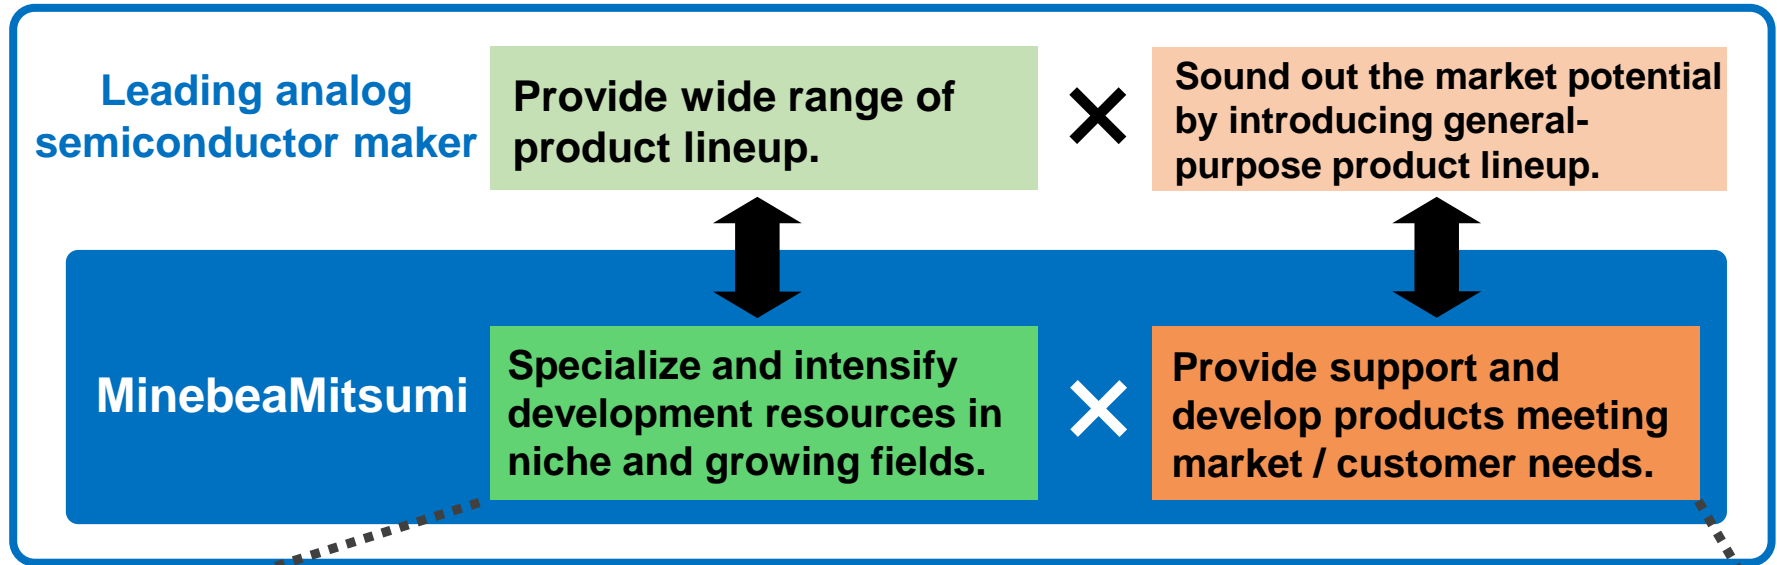 Leading analog
semiconductor maker
Provide wide range of
product lineup.
×
Sound out the market potential
by introducing general-
purpose product lineup.
MinebeaMitsumi
Specialize and intensify
development resources in
niche and growing fields.
×
Provide support and
develop products meeting
market / customer needs.